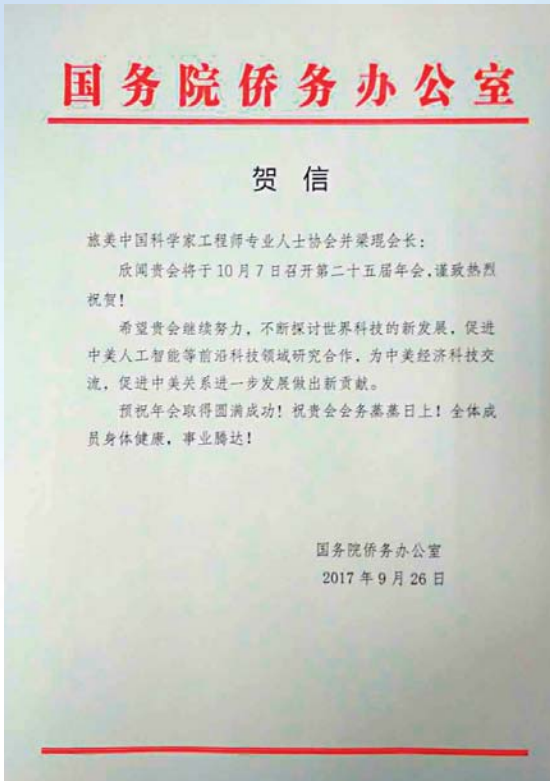 国务院侨务办公室
贺 信
旅美中国科学家工程师专业人士协会并梁琨会长：
欣闻贵会将于10月7日召开第二十五届年会，谨致热烈
祝贺！
希望贵会继续努力，不断探讨世界科技的新发展，促进
中美人工智能等前沿科技领域研究合作，为中美经济科技交
流，促进中美关系进一步发展做出新贡献。
预祝年会取得圆满成功！祝贵会会务蒸蒸日上！全体成
员身体健康，事业腾达！
国务院侨务办公室
2017年9月26日